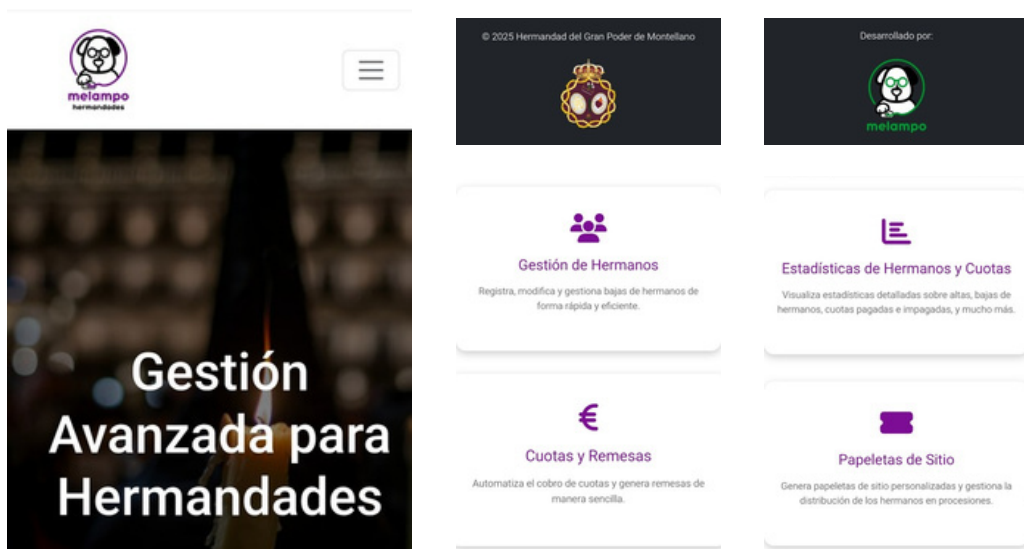 melampo
hermandades
Gestión
Avanzada para
Hermandades
© 2025 Hermandad del Gran Poder de Montellano
Gestión de Hermanos
Registra, modifica y gestiona bajas de hermanos de
forma rápida y eficiente.
Cuotas y Remesas
Automatiza el cobro de cuotas y genera remesas de
manera sencilla.
Desarrollado por:
melampo
Estadísticas de Hermanos y Cuotas
Visualiza estadísticas detalladas sobre altas, bajas de
hermanos, cuotas pagadas e impagadas, y mucho más.
Papeletas de Sitio
Genera papeletas de sitio personalizadas y gestiona la
distribución de los hermanos en procesiones.